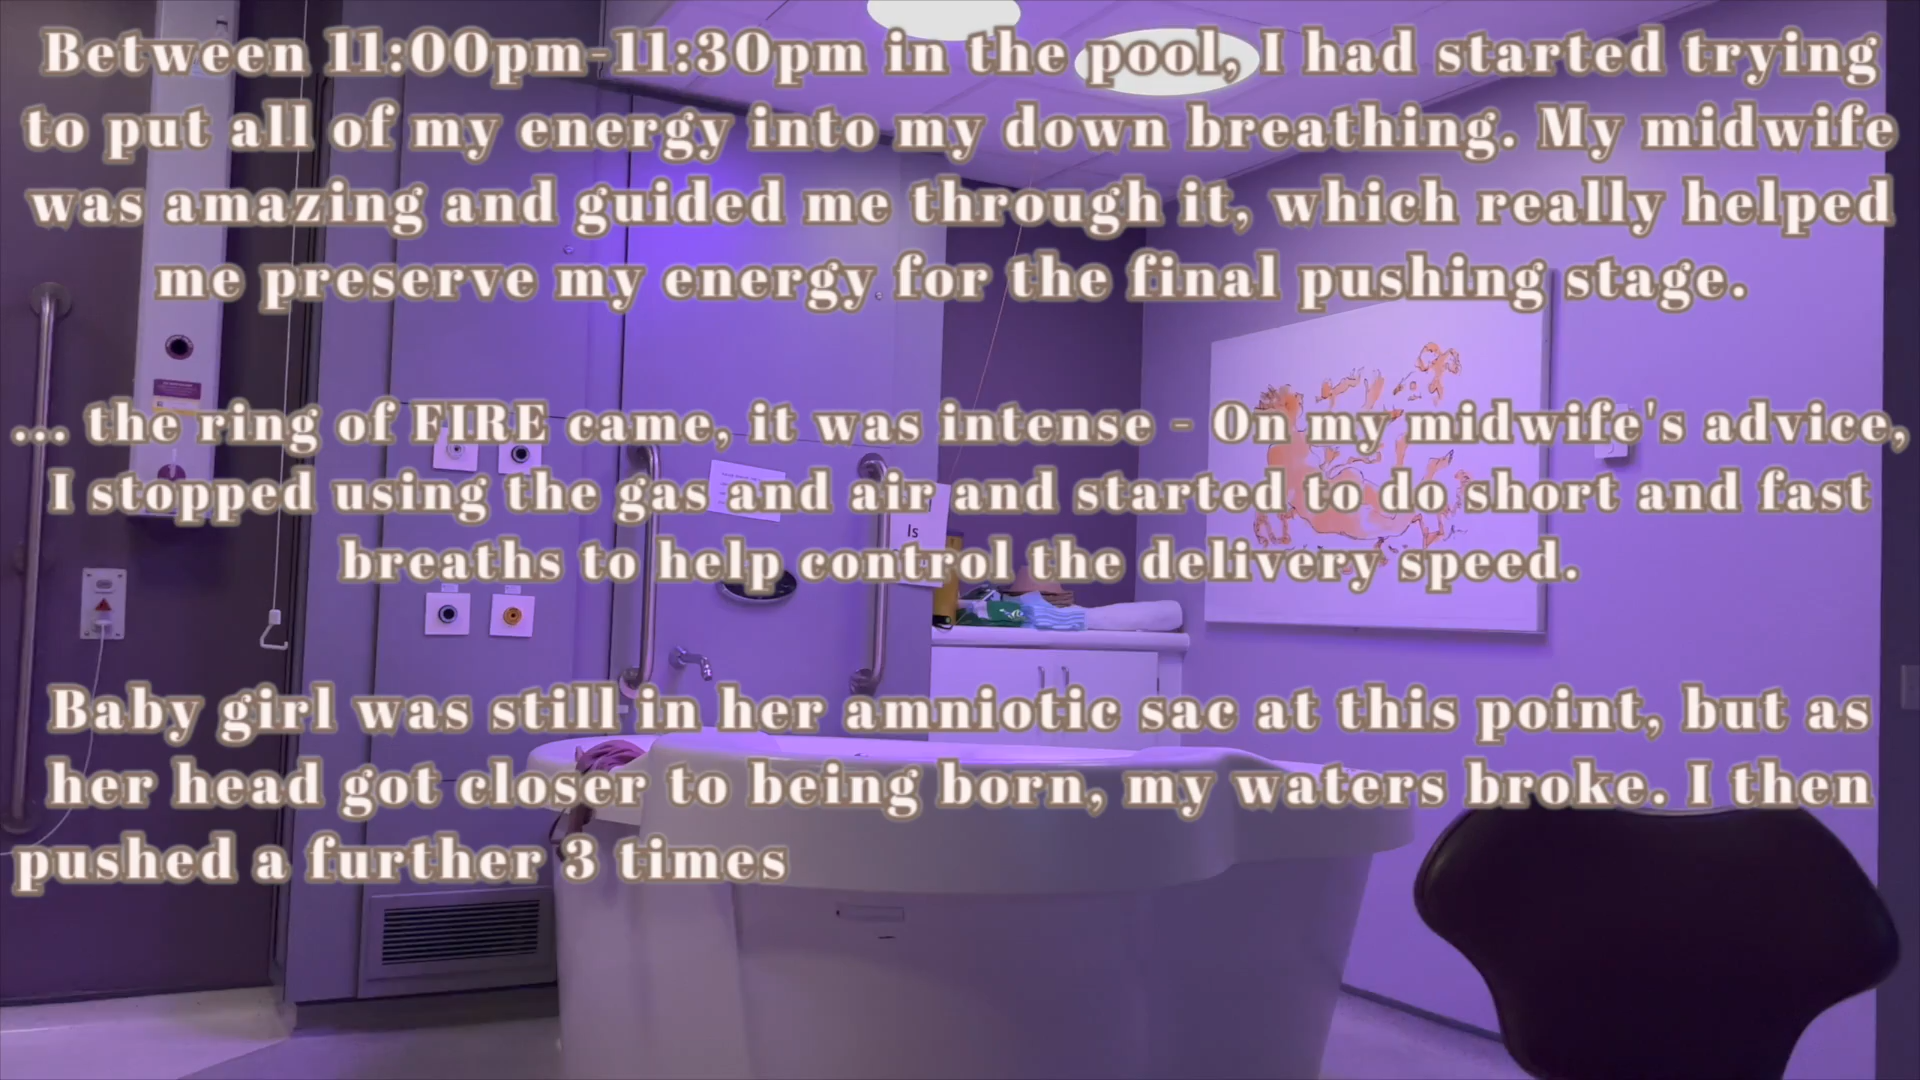 Between 11:00pm-11:30pm in the pool, I had started trying
to put all of my energy into my down breathing. My midwife
was amazing and guided me through it, which really helped
me preserve my energy for the final pushing stage.
... the ring of FIRE came, it was intense - On my midwife's advice,
I stopped using the gas and air and started to do short and fast
breaths to help control the delivery speed.
Is
Baby girl was still in her amniotic sac at this point, but as
her head got closer to being born, my waters broke. I then
pushed a further 3 times